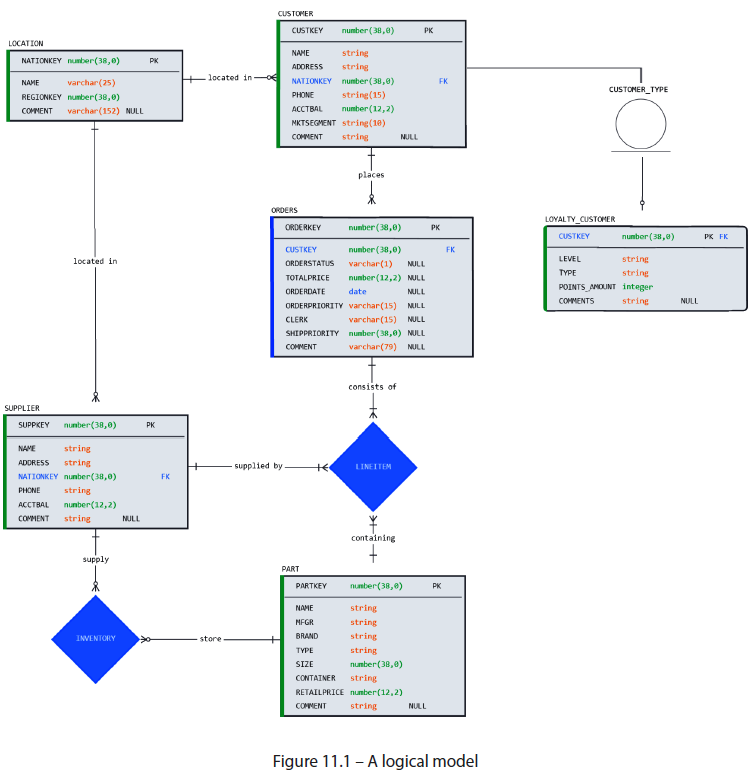 CUSTOMER
CUSTKEY number(38,0) PK
NAME string
ADDRESS string
NATIONKEY number(38,0) FK
PHONE string(15)
ACCTBAL number(12,2)
MKTSEGMENT string(10)
COMMENT string NULL
LOCATION
NATIONKEY number(38,0) PK
NAME varchar(25)
REGIONKEY number(38,0)
COMMENT varchar(152) NULL
located in
CUSTOMER_TYPE
places
ORDERS
ORDERKEY number(38,0) PK
CUSTKEY number(38,0) FK
ORDERSTATUS varchar(1) NULL
TOTALPRICE number(12,2) NULL
ORDERDATE date NULL
ORDERPRIORITY varchar(15) NULL
CLERK varchar(15) NULL
SHIPPRIORITY number(38,0) NULL
COMMENT varchar(79) NULL
LOYALTY_CUSTOMER
CUSTKEY number(38,0) PK FK
LEVEL string
TYPE string
POINTS_AMOUNT integer
COMMENTS string NULL
located in
consists of
SUPPLIER
SUPPKEY number(38,0) PK
NAME string
ADDRESS string
NATIONKEY number(38,0) FK
PHONE string
ACCTBAL number(12,2)
COMMENT string NULL
supplied by
LINEITEM
containing
supply
INVENTORY
store
PART
PARTKEY number(38,0) PK
NAME string
MFGR string
BRAND string
TYPE string
SIZE number(38,0)
CONTAINER string
RETAILPRICE number(12,2)
COMMENT string NULL
Figure 11.1 – A logical model